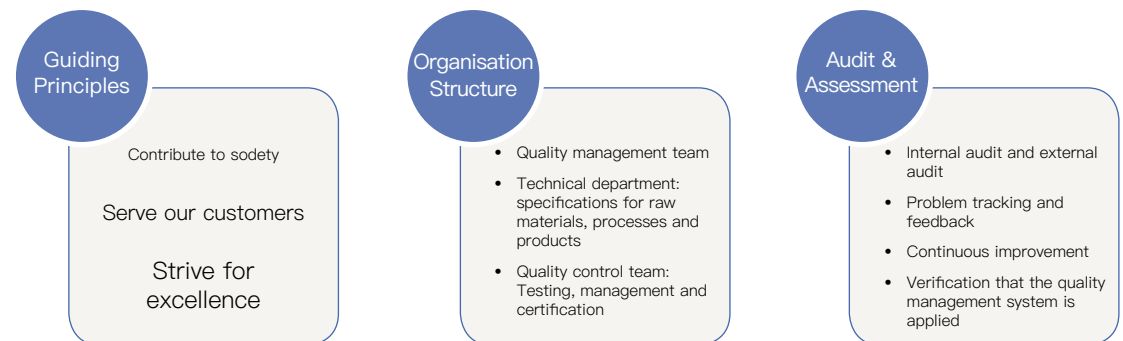 Guiding
Principles
Contribute to sodety
Serve our customers
Strive for
excellence
Organisation
Structure
• Quality management team
• Technical department:
specifications for raw
materials, processes and
products
• Quality control team:
Testing, management and
certification
Audit &
Assessment
• Internal audit and external
audit
• Problem tracking and
feedback
• Continuous improvement
• Verification that the quality
management system is
applied